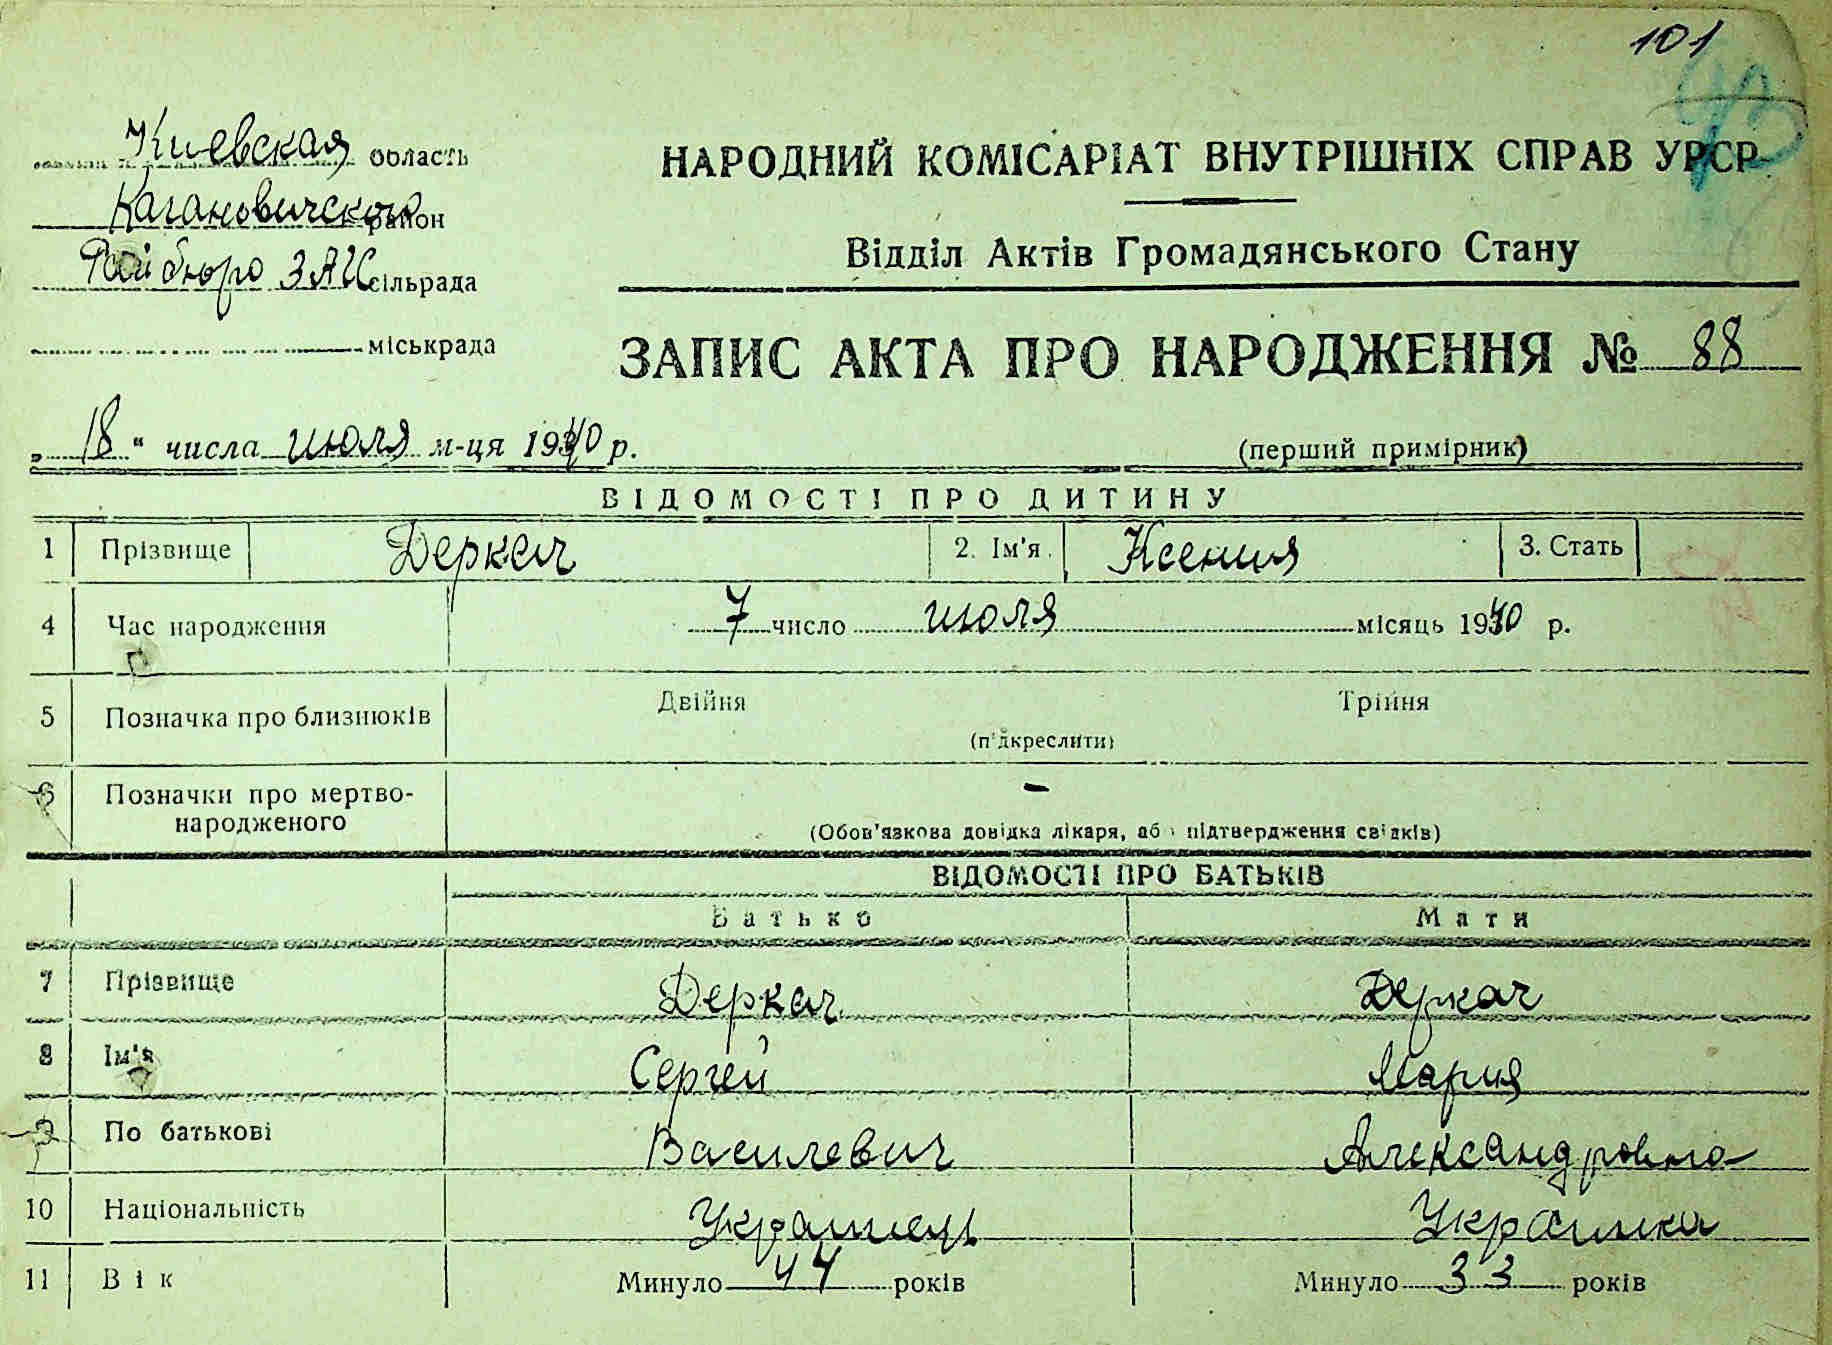 101
Киевская область
Кагановичского район
Рай бюро ЗАГС сільрада
міськрада
НАРОДНИЙ КОМІСАРІАТ ВНУТРІШНІХ СПРАВ УРСР
Відділ Актів Громадянського Стану
ЗАПИС АКТА ПРО НАРОДЖЕННЯ № 88
„18" числа июля м-ця 1940 р.
(перший примірник)
ВІДОМОСТІ ПРО ДИТИНУ
1 Прізвище Деркач 2. Ім'я Ксения 3. Стать
4 Час народження 7 число июля місяць 1940 р.
5 Позначка про близнюків Двійня Трійня
(підкреслити)
6 Позначки про мертво-
народженого –
(Обов'язкова довідка лікаря, або підтвердження свідків)
ВІДОМОСТІ ПРО БАТЬКІВ
Батько Мати
7 Прізвище Деркач Деркач
8 Ім'я Сергей Мария
9 По батькові Василевич Александровна
10 Національність Украинець Украинка
11 Вік Минуло 44 років Минуло 33 років